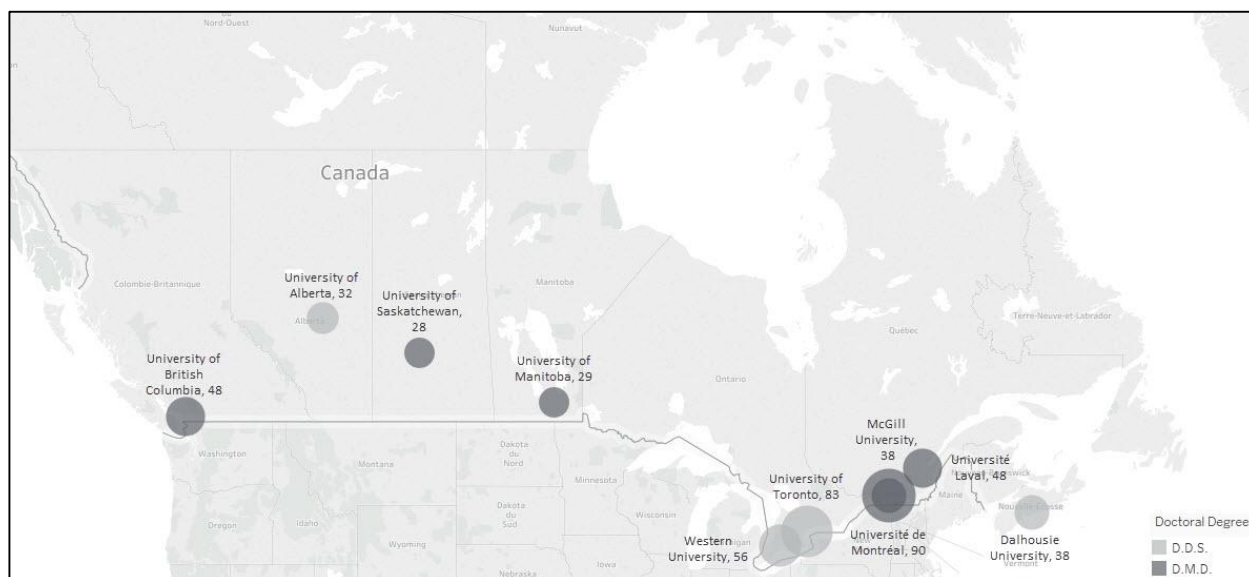 du
Nord-Ouest
Nunavut
Canada
University of
Alberta, 32
Alberta
University of
Saskatchewan,
28
Colombie-Britannique
Manitoba
University of
British
Columbia, 48
University of
Manitoba, 29
Ontario
Québec
Terre-Neuve-et-Labrador
McGill
University,
38
Université
Laval, 48
University of
Toronto, 83
Western
University, 56
Université de
Montréal, 90
Dalhousie
University, 38
Washington
Montana
Dakota
du
Nord
Minnesota
Oregon
Idaho
Wyoming
Dakota
du
Sud
Wisconsin
Iowa
Nebraska
Maine
Vermont
Doctoral Degree
D.D.S.
D.M.D.